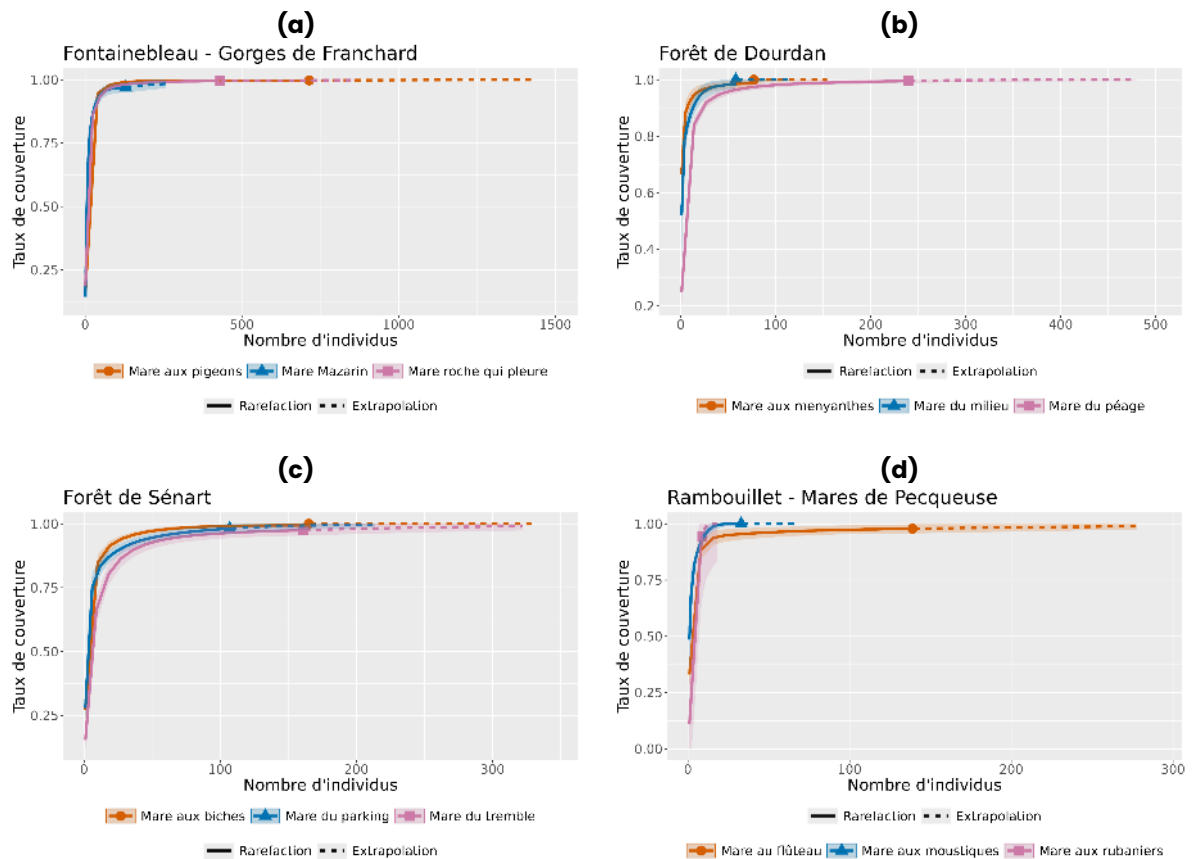 (a)
Fontainebleau - Gorges de Franchard
1.00
0.75
0.50
0.25
Taux de couverture
0
500
1000
1500
Nombre d'individus
Mare aux pigeons
Mare Mazarin
Mare roche qui pleure
Rarefaction
Extrapolation
(b)
Forêt de Dourdan
1.0
0.8
0.6
0.4
0.2
Taux de couverture
0
100
200
300
400
500
Nombre d'individus
Rarefaction
Extrapolation
Mare aux menyanthes
Mare du milieu
Mare du péage
(c)
Forêt de Sénart
1.00
0.75
0.50
0.25
Taux de couverture
0
100
200
300
Nombre d'individus
Mare aux biches
Mare du parking
Mare du tremble
Rarefaction
Extrapolation
(d)
Rambouillet - Mares de Pecqueuse
1.00
0.75
0.50
0.25
0.00
Taux de couverture
0
100
200
300
Nombre d'individus
Rarefaction
Extrapolation
Mare au flûteau
Mare aux moustiques
Mare aux rubaniers